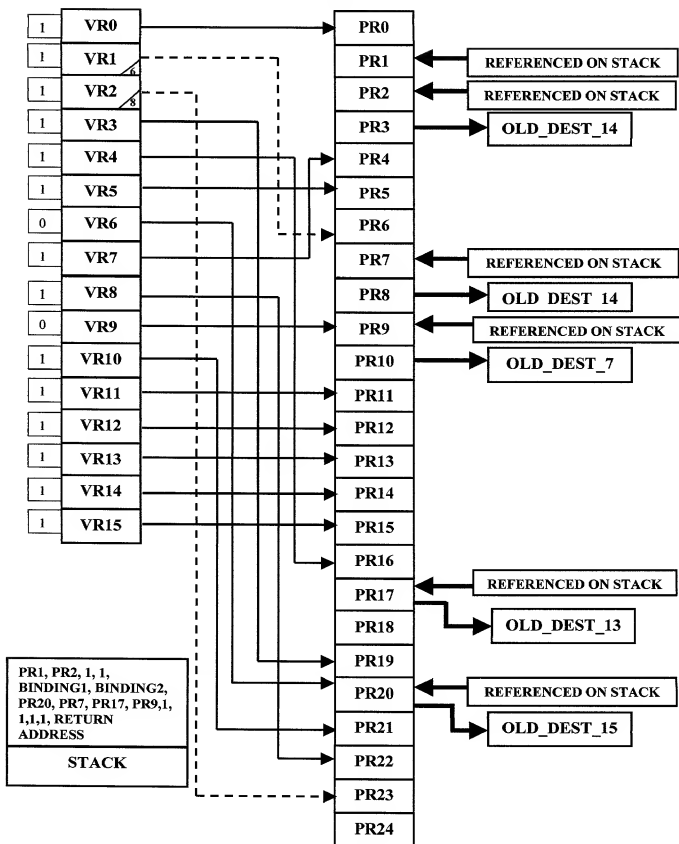 1 VR0 PR0
1 VR1 6 PR1 REFERENCED ON STACK
1 VR2 8 PR2 REFERENCED ON STACK
1 VR3 PR3 OLD_DEST_14
1 VR4 PR4
1 VR5 PR5
0 VR6 PR6
1 VR7 PR7 REFERENCED ON STACK
1 VR8 PR8 OLD_DEST_14
0 VR9 PR9 REFERENCED ON STACK
1 VR10 PR10 OLD_DEST_7
1 VR11 PR11
1 VR12 PR12
1 VR13 PR13
1 VR14 PR14
1 VR15 PR15
PR16
PR17 REFERENCED ON STACK
PR18 OLD_DEST_13
PR19
PR20 REFERENCED ON STACK
PR21 OLD_DEST_15
PR22
PR23
PR24
PR1, PR2, 1, 1,
BINDING1, BINDING2,
PR20, PR7, PR17, PR9,1,
1,1,1, RETURN
ADDRESS
STACK